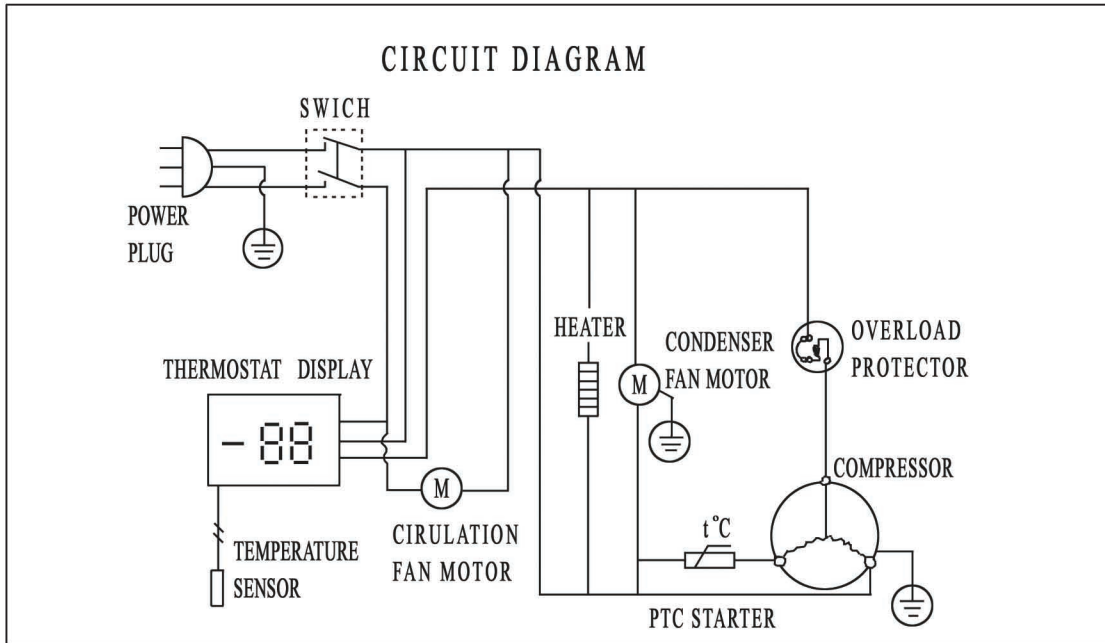 CIRCUIT DIAGRAM
SWICH
POWER
PLUG
THERMOSTAT DISPLAY
-88
TEMPERATURE
SENSOR
M
CIRULATION
FAN MOTOR
HEATER
CONDENSER
FAN MOTOR
M
OVERLOAD
PROTECTOR
COMPRESSOR
t°C
PTC STARTER